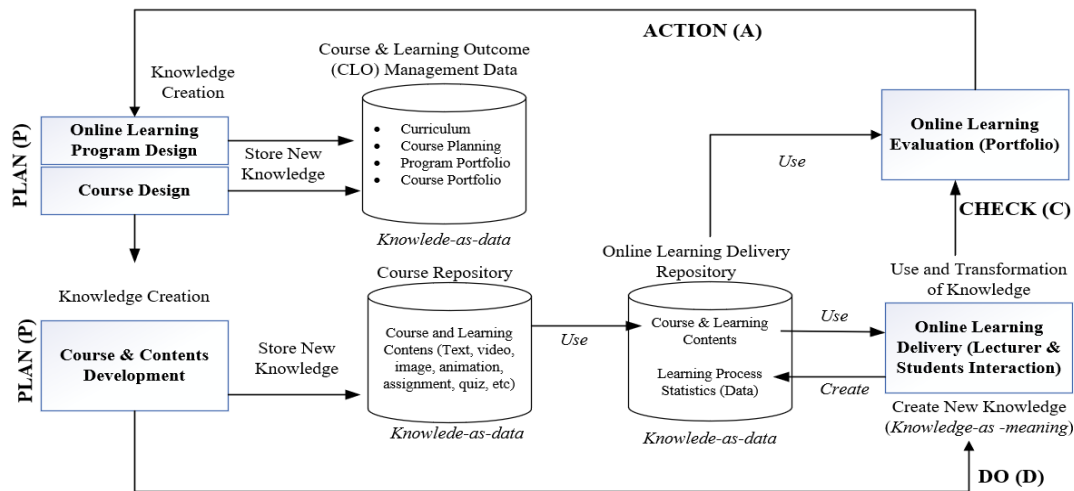 ACTION (A)
Knowledge
Creation
PLAN (P)
Online Learning
Program Design
Course Design
Store New
Knowledge
Course & Learning Outcome
(CLO) Management Data
• Curriculum
• Course Planning
• Program Portfolio
• Course Portfolio
Knowlede-as-data
Use
Online Learning
Evaluation (Portfolio)
CHECK (C)
Knowledge Creation
PLAN (P)
Course & Contents
Development
Store New
Knowledge
Course Repository
Course and Learning
Contens (Text, video,
image, animation,
assignment, quiz, etc)
Knowlede-as-data
Use
Online Learning Delivery
Repository
Course & Learning
Contents
Learning Process
Statistics (Data)
Knowlede-as-data
Use
Create
Use and Transformation
of Knowledge
Online Learning
Delivery (Lecturer &
Students Interaction)
Create New Knowledge
(Knowledge-as -meaning)
DO (D)